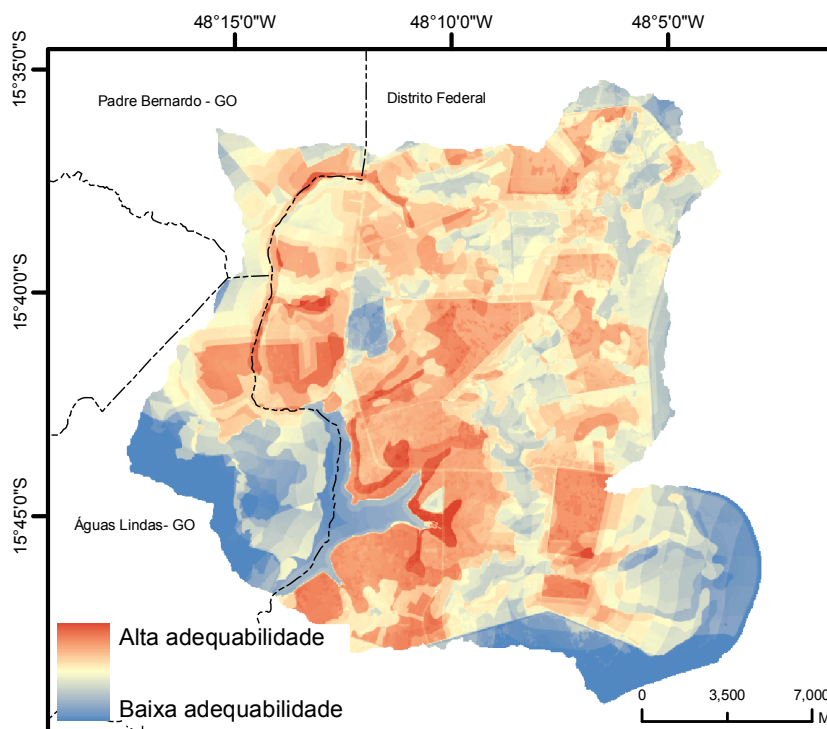 48°15'0"W
48°10'0"W
48°5'0"W
15°35'0"S
Padre Bernardo - GO
Distrito Federal
15°40'0"S
15°45'0"S
Águas Lindas- GO
Alta adequabilidade
Baixa adequabilidade
0
3,500
7,000
M